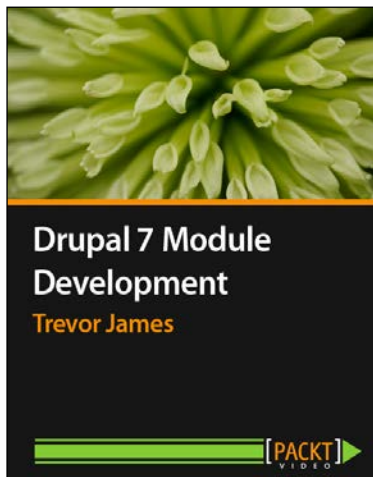 Drupal 7 Module
Development
Trevor James
[PACKT]
VIDEO